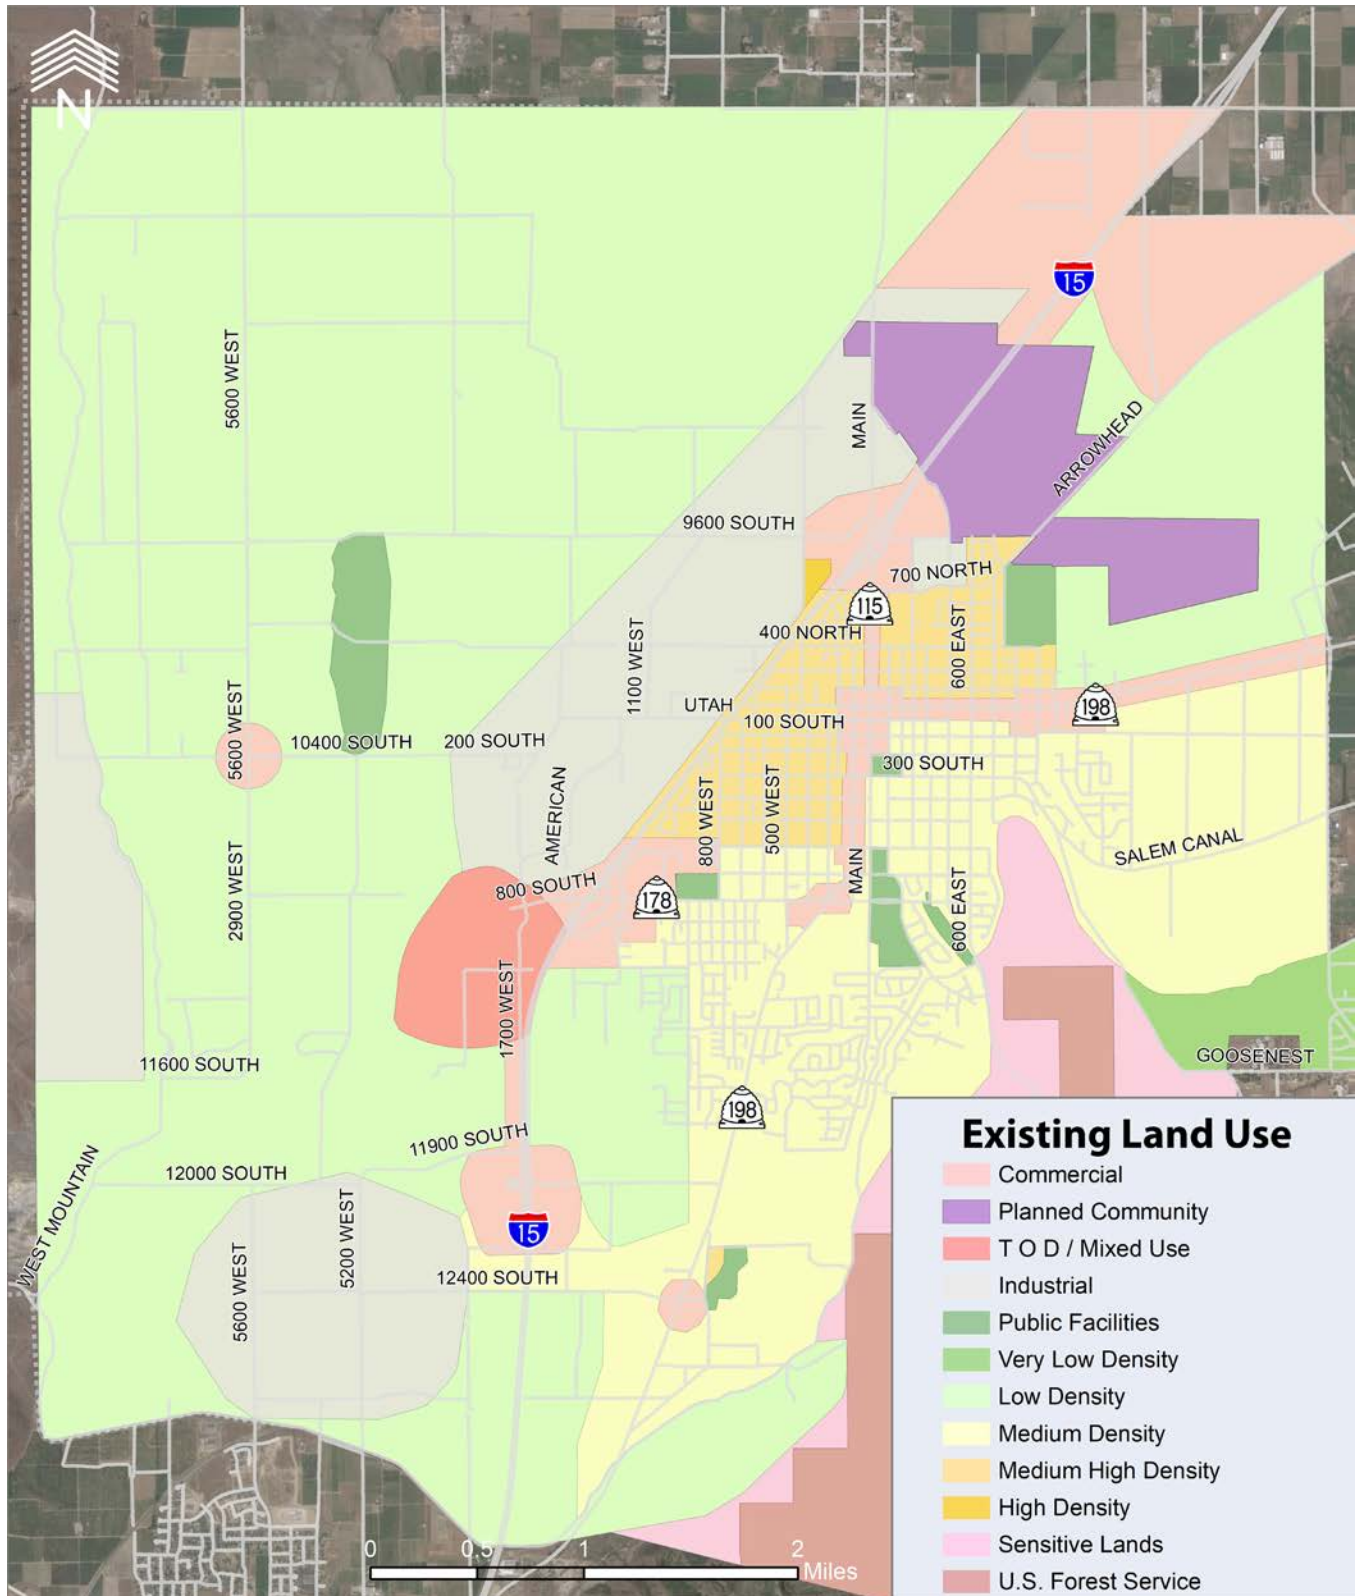 N
15
5600 WEST
MAIN
ARROWHEAD
9600 SOUTH
700 NORTH
115
400 NORTH
1100 WEST
600 EAST
UTAH
100 SOUTH
198
5600 WEST
10400 SOUTH
200 SOUTH
300 SOUTH
AMERICAN
800 WEST
500 WEST
SALEM CANAL
MAIN
2900 WEST
800 SOUTH
178
600 EAST
1700 WEST
11600 SOUTH
GOOSENEST
198
11900 SOUTH
12000 SOUTH
WEST MOUNTAIN
5200 WEST
15
5600 WEST
12400 SOUTH
0 0.5 1 2
Miles
Existing Land Use
Commercial
Planned Community
T O D / Mixed Use
Industrial
Public Facilities
Very Low Density
Low Density
Medium Density
Medium High Density
High Density
Sensitive Lands
U.S. Forest Service